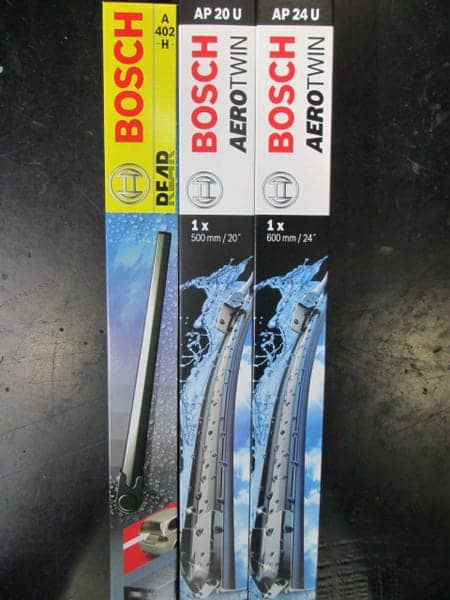 BOSCH
A
402
H
REAR
AP 20 U
BOSCH
AEROTWIN
1 x
500 mm / 20"
AP 24 U
BOSCH
AEROTWIN
1 x
600 mm / 24"